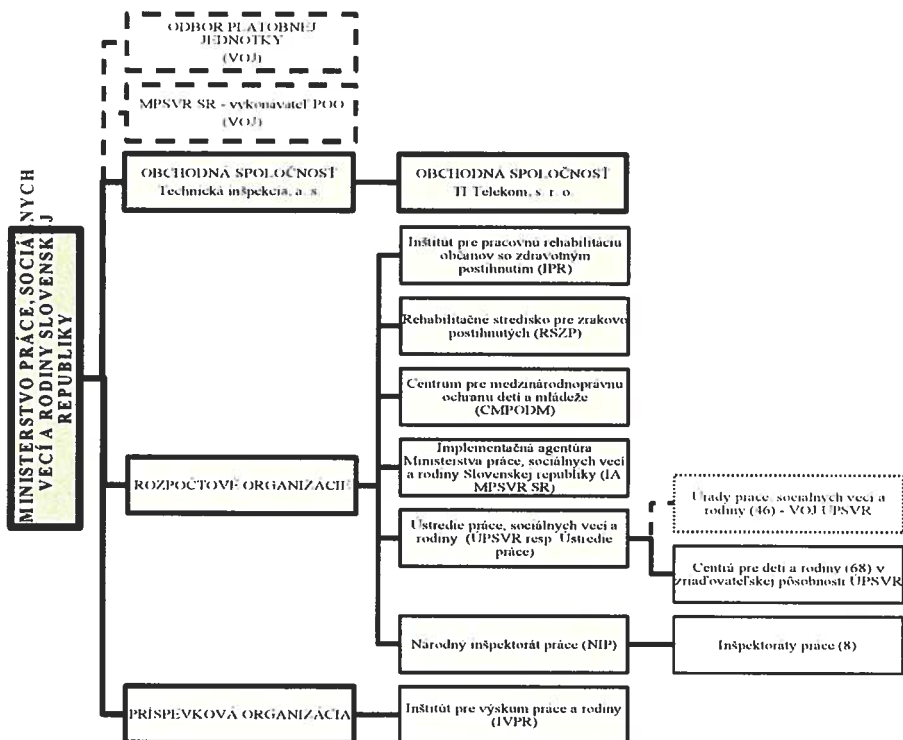 MINISTERSTVO PRÁCE, SOCIÁLNYCH
VECÍ A RODINY SLOVENSKEJ
REPUBLIKY
ODBOR PLATOBNEJ
JEDNOTKY
(VOJ)
MPSVR SR - vykonávateľ POO
(VOJ)
OBCHODNÁ SPOLOČNOSŤ
Technická inšpekcia, a. s.
OBCHODNÁ SPOLOČNOSŤ
TI Telekom, s. r. o.
ROZPOČTOVÉ ORGANIZÁCIE
Inštitút pre pracovnú rehabilitáciu
občanov so zdravotným
postihnutím (IPR)
Rehabilitačné stredisko pre zrakovo
postihnutých (RSZP)
Centrum pre medzinárodnoprávnu
ochranu detí a mládeže
(CMPODM)
Implementačná agentúra
Ministerstva práce, sociálnych vecí
a rodiny Slovenskej republiky (IA
MPSVR SR)
Ústredie práce, sociálnych vecí a
rodiny (ÚPSVR resp. Ústredie
práce)
Úrady práce, sociálnych vecí a
rodiny (46) - VOJ ÚPSVR
Centrá pre deti a rodiny (68) v
zriaďovateľskej pôsobnosti ÚPSVR
Národný inšpektorát práce (NIP)
Inšpektoráty práce (8)
PRÍSPEVKOVÁ ORGANIZÁCIA
Inštitút pre výskum práce a rodiny
(IVPR)